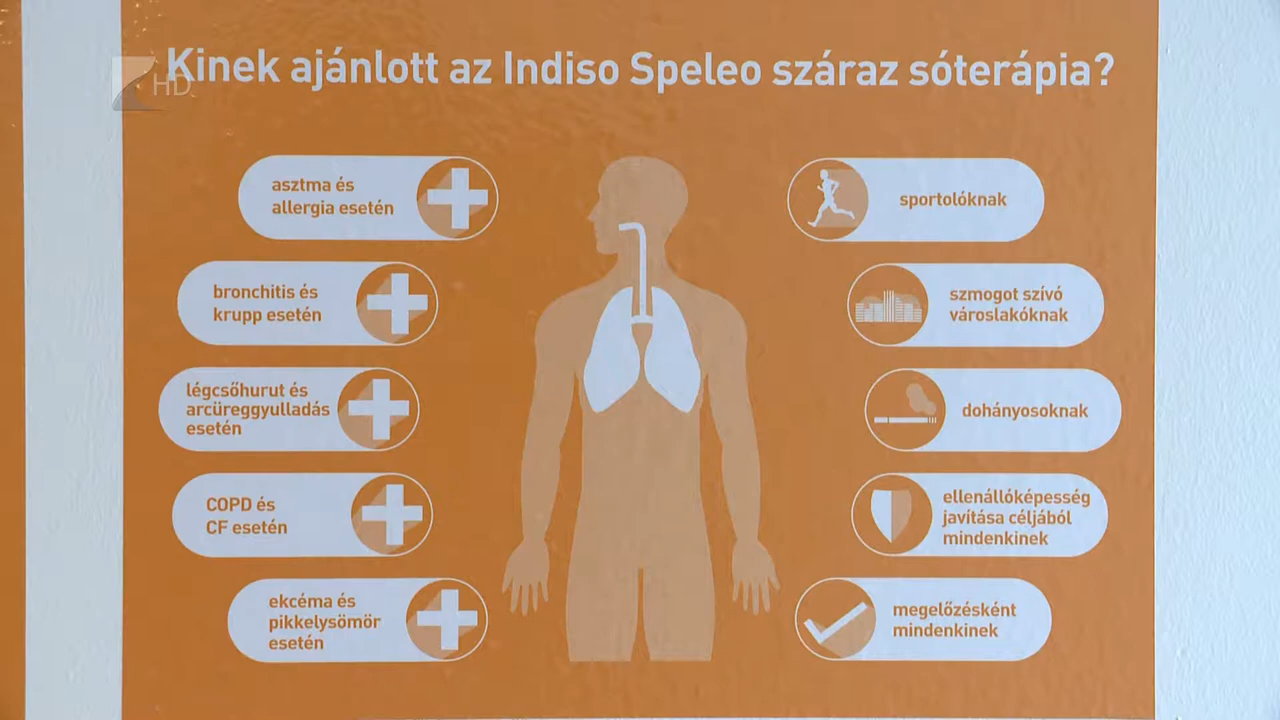 Kinek ajánlott az Indiso Speleo száraz sóterápia?
HD
asztma és
allergia esetén
bronchitis és
krupp esetén
légcsőhurut és
arcüreggyulladás
esetén
COPD és
CF esetén
ekcéma és
pikkelysömör
esetén
sportolóknak
szmogot szívó
városlakóknak
dohányosoknak
ellenállóképesség
javítása céljából
mindenkinek
megelőzésként
mindenkinek